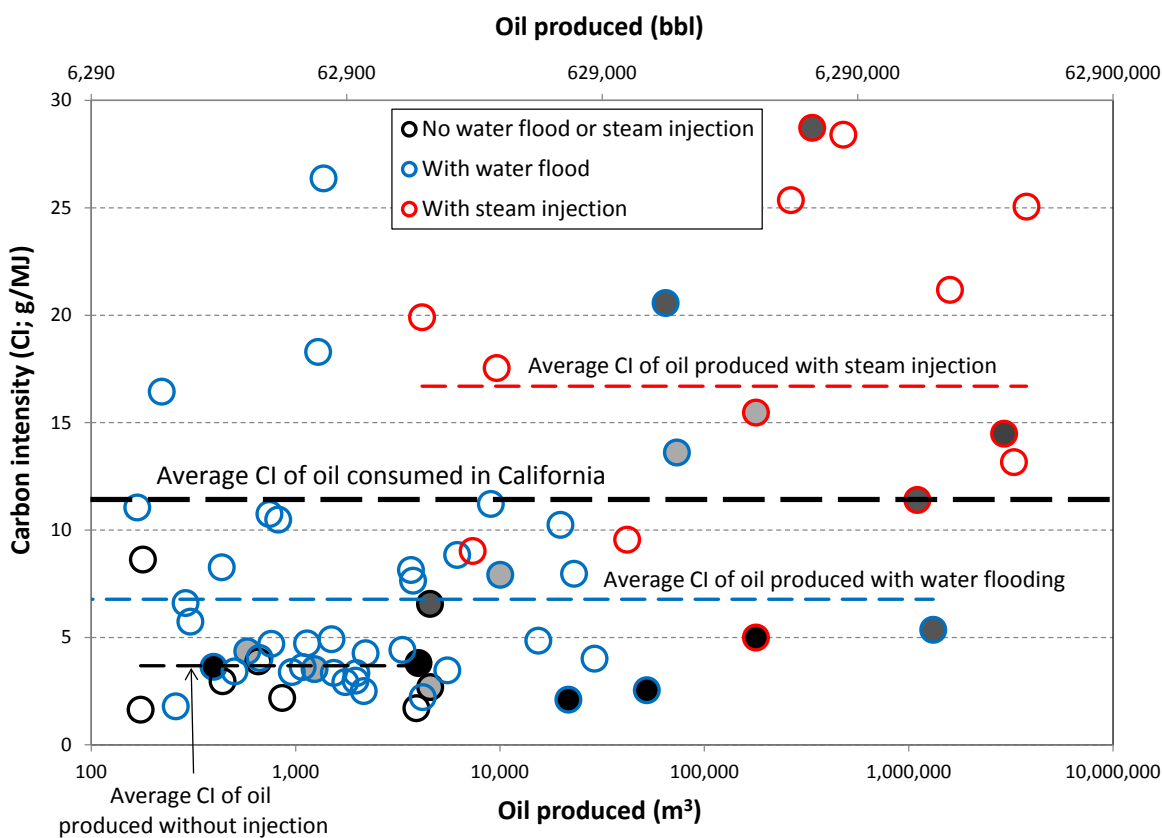 Oil produced (bbl)
6,290 62,900 629,000 6,290,000 62,900,000
30
25
20
15
10
5
0
Carbon intensity (CI; g/MJ)
No water flood or steam injection
With water flood
With steam injection
Average CI of oil produced with steam injection
Average CI of oil consumed in California
Average CI of oil produced with water flooding
100 1,000 10,000 100,000 1,000,000 10,000,000
Average CI of oil
produced without injection
Oil produced (m³)